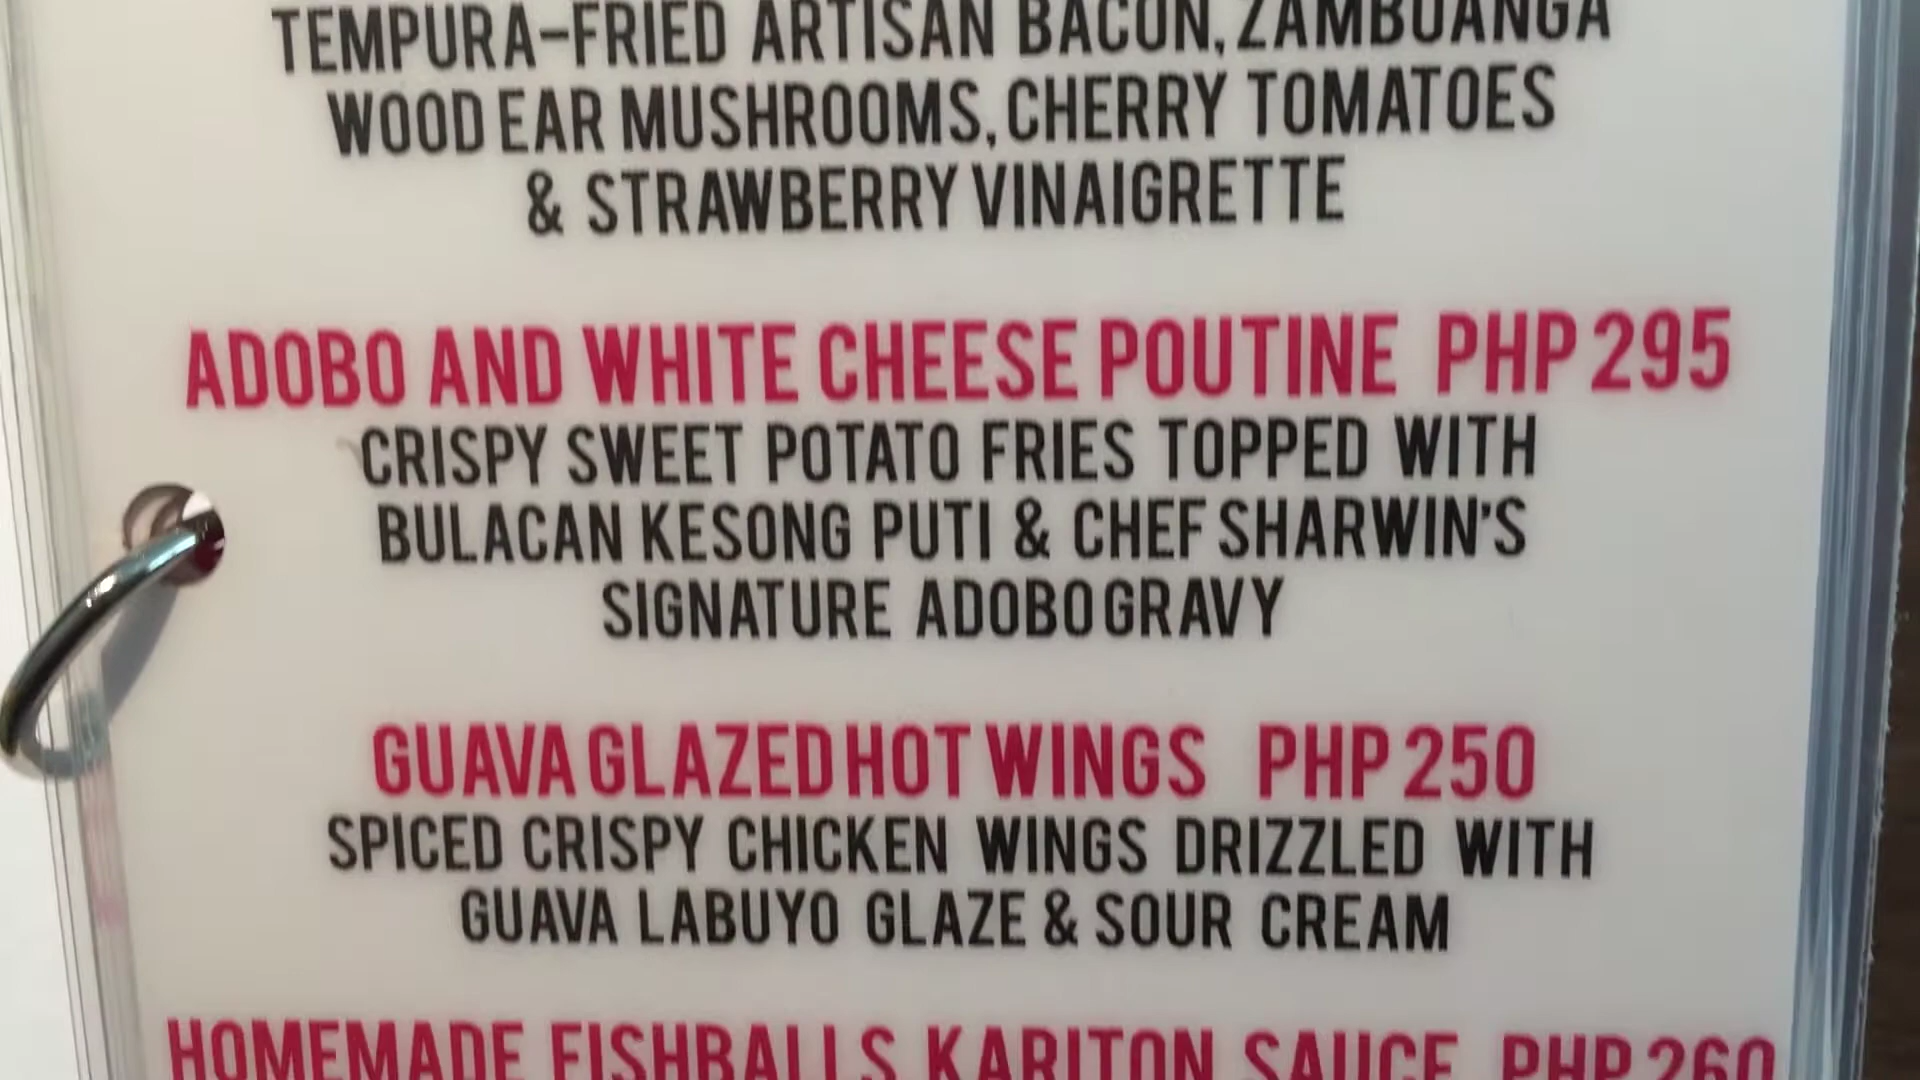 TEMPURA-FRIED ARTISAN BACON, ZAMBOANGA
WOOD EAR MUSHROOMS, CHERRY TOMATOES
& STRAWBERRY VINAIGRETTE
ADOBO AND WHITE CHEESE POUTINE PHP 295
CRISPY SWEET POTATO FRIES TOPPED WITH
BULACAN KESONG PUTI & CHEF SHARWIN'S
SIGNATURE ADOBO GRAVY
GUAVA GLAZED HOT WINGS PHP 250
SPICED CRISPY CHICKEN WINGS DRIZZLED WITH
GUAVA LABUYO GLAZE & SOUR CREAM
HOMEMADE FISHBALLS KARITON SAUCE PHP 260